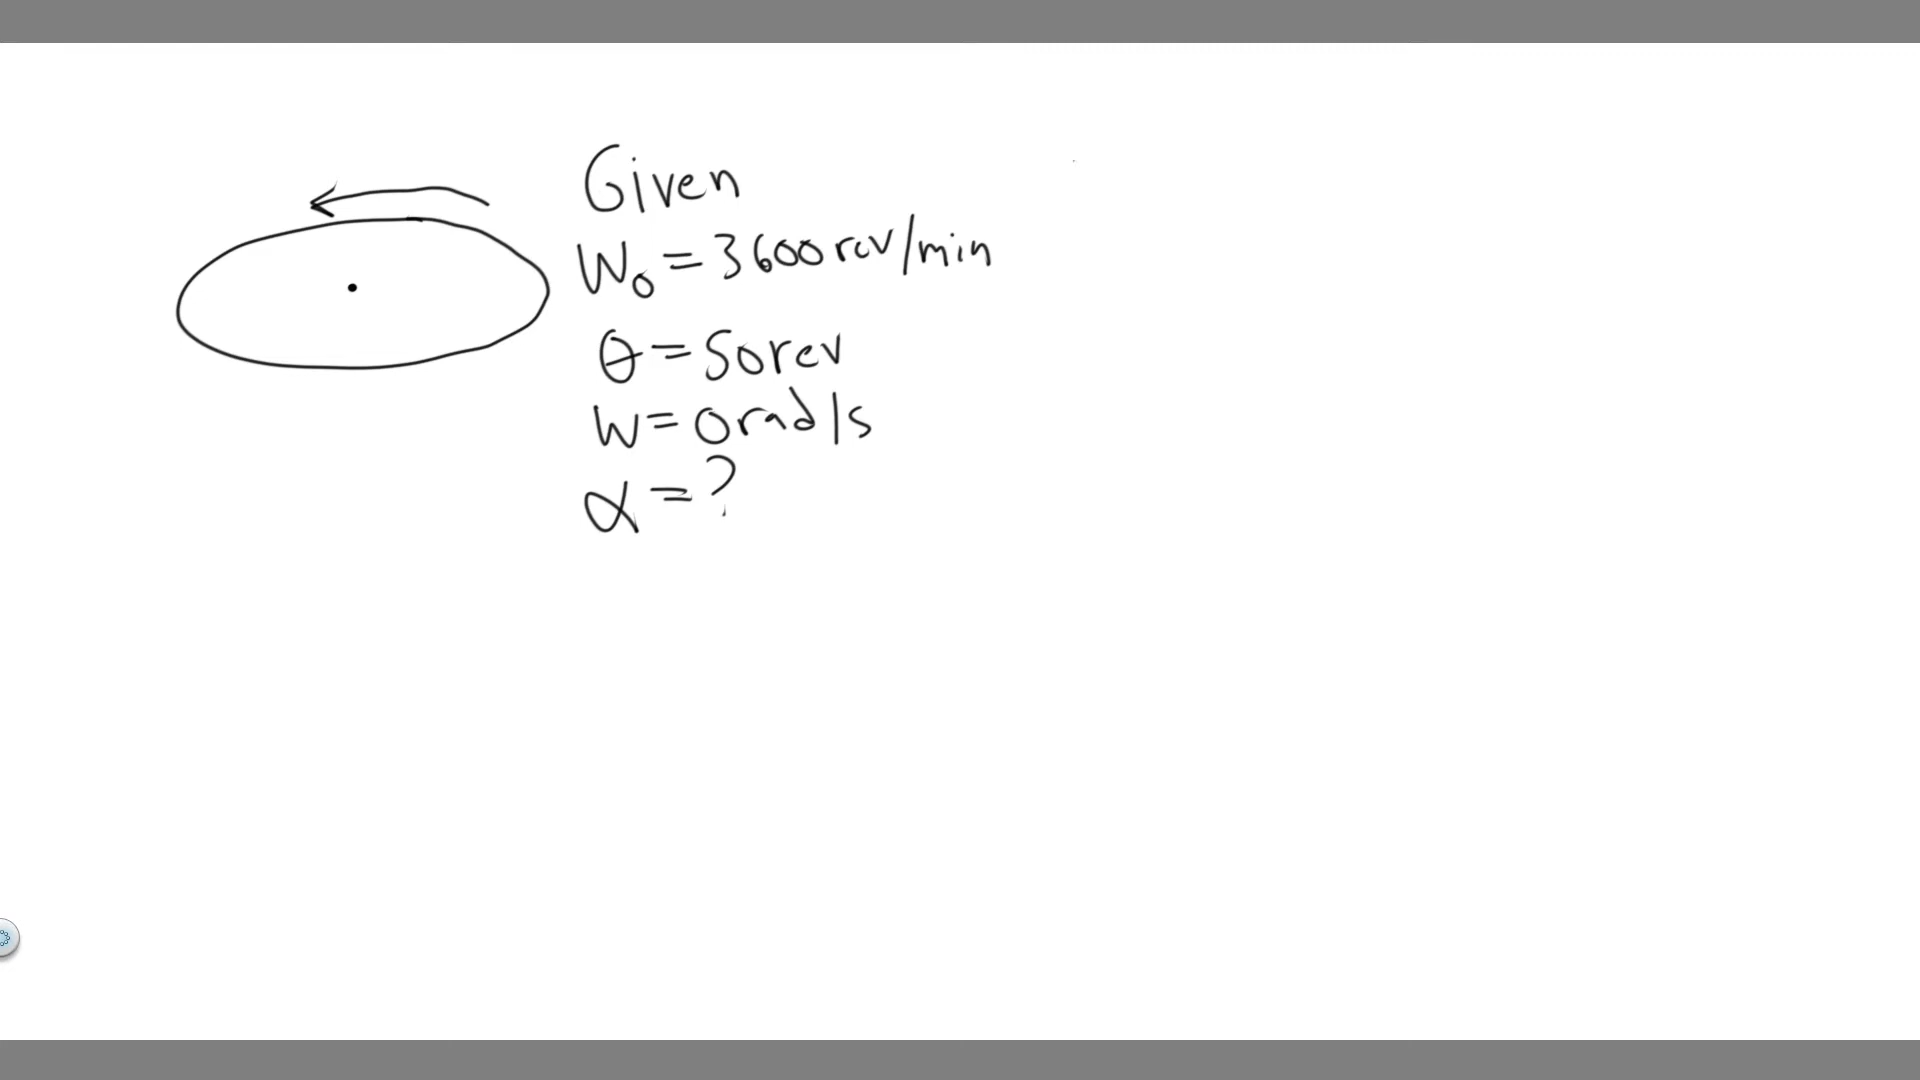 Given
W₀ = 3600 rev/min
θ = 50 rev
W = 0 rad/s
α = ?